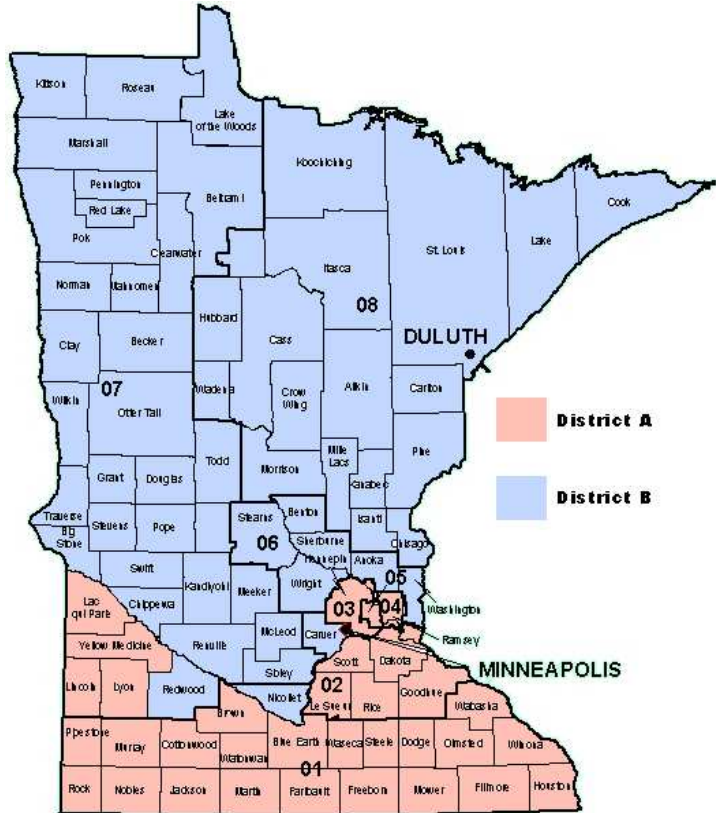 Kittson
Roseau
Lake
of the Woods
Marshall
Koochiching
Pennington
Beltrami
Red Lake
Cook
Polk
Clearwater
St. Louis
Lake
Itasca
Norman
Mahnomen
08
Hubbard
DULUTH
Clay
Becker
Cass
Wadena
Aitkin
Carlton
07
Crow
Wing
Wilkin
Otter Tail
District A
Mille
Lacs
Pine
Todd
Grant
Douglas
Morrison
Kanabec
District B
Benton
Isanti
Traverse
Stearns
Big
Stone
Stevens
Pope
Sherburne
Chisago
06
Hennepin
Anoka
Swift
05
Kandiyohi
Wright
Meeker
Washington
Lac
qui Parle
Chippewa
03
04
McLeod
Carver
Ramsey
Renville
Yellow Medicine
MINNEAPOLIS
Scott
Dakota
Sibley
Lincoln
Lyon
Redwood
02
Goodhue
Nicollet
Le Sueur
Rice
Wabasha
Brown
Pipestone
Murray
Cottonwood
Blue Earth
Waseca
Steele
Dodge
Olmsted
Winona
Watonwan
01
Rock
Nobles
Jackson
Martin
Faribault
Freeborn
Mower
Fillmore
Houston